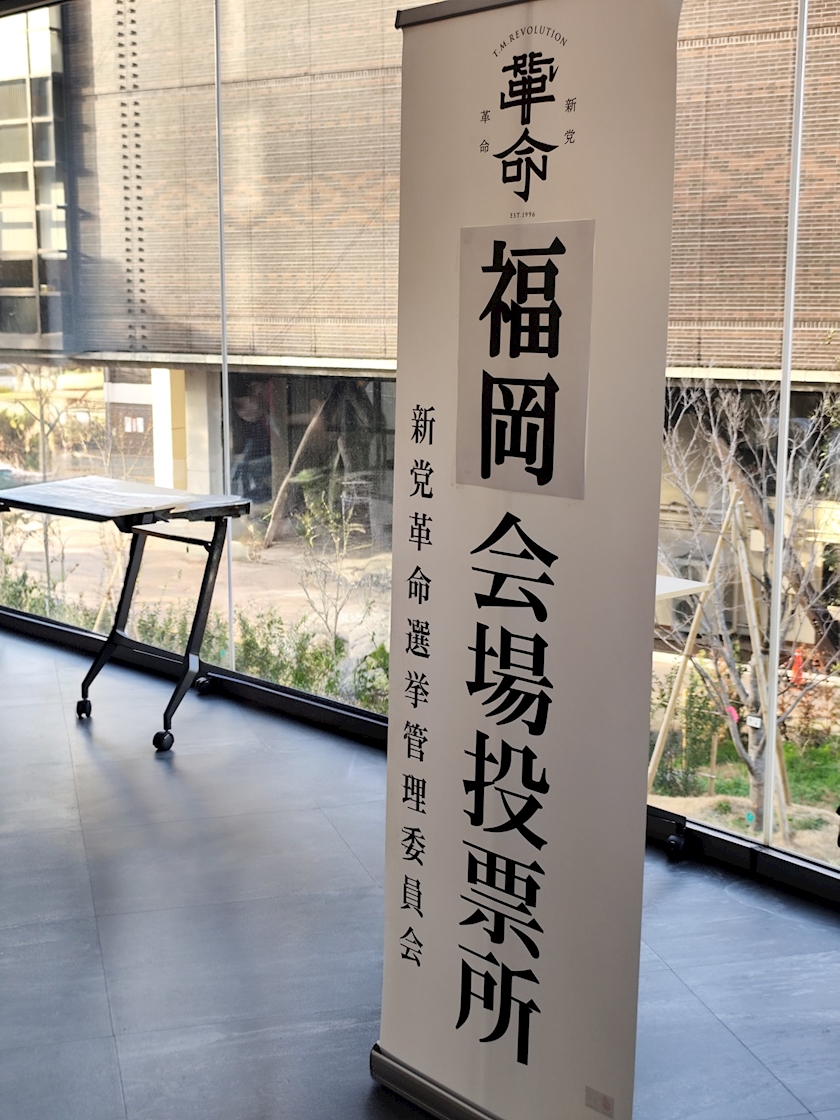 T.M.REVOLUTION
革命
新党
革命
EST.1996
福岡
会場投票所
新党革命選挙管理委員会